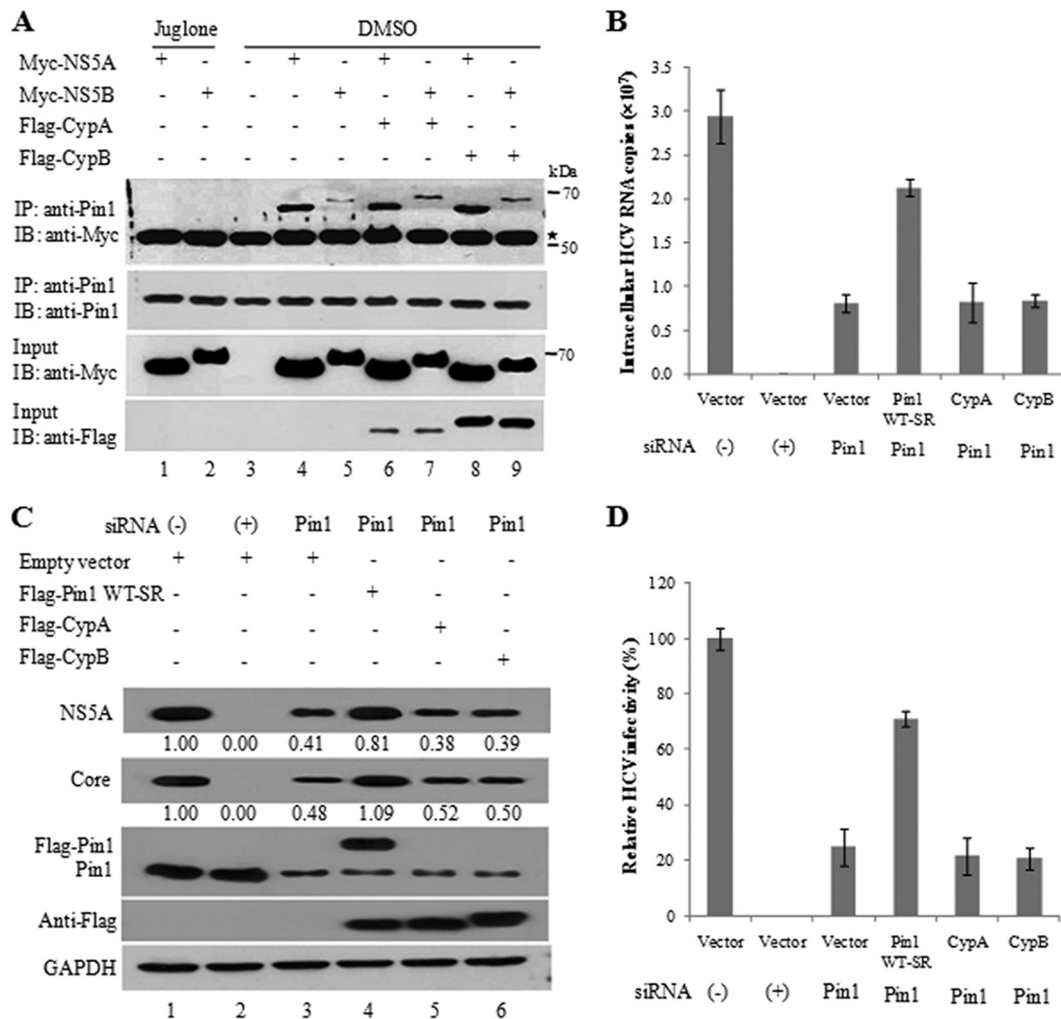 A
Juglone DMSO
Myc-NS5A + - - + - + - + -
Myc-NS5B - + - - + - + - +
Flag-CypA - - - - - + + - -
Flag-CypB - - - - - - - + +
kDa
IP: anti-Pin1
IB: anti-Myc
70
★
50
IP: anti-Pin1
IB: anti-Pin1
Input
IB: anti-Myc
70
Input
IB: anti-Flag
1 2 3 4 5 6 7 8 9
B
Intracellular HCV RNA copies (×10⁷)
3.5
3.0
2.5
2.0
1.5
1.0
0.5
0.0
Vector Vector Vector Pin1 WT-SR CypA CypB
siRNA (-) (+) Pin1 Pin1 Pin1 Pin1
C
siRNA (-) (+) Pin1 Pin1 Pin1 Pin1
Empty vector + + + - - -
Flag-Pin1 WT-SR - - - + - -
Flag-CypA - - - - + -
Flag-CypB - - - - - +
NS5A
1.00 0.00 0.41 0.81 0.38 0.39
Core
1.00 0.00 0.48 1.09 0.52 0.50
Flag-Pin1
Pin1
Anti-Flag
GAPDH
1 2 3 4 5 6
D
Relative HCV infectivity (%)
120
100
80
60
40
20
0
Vector Vector Vector Pin1 WT-SR CypA CypB
siRNA (-) (+) Pin1 Pin1 Pin1 Pin1